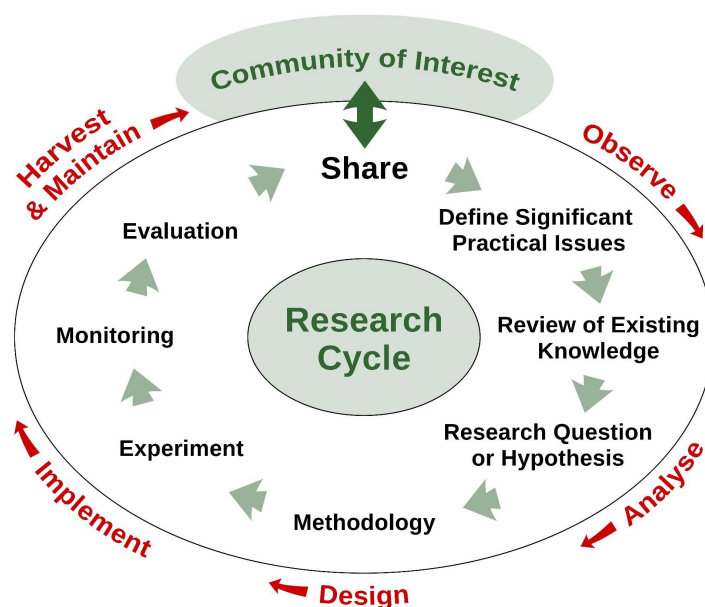 Community of Interest
Harvest
& Maintain
Observe
Share
Evaluation
Define Significant
Practical Issues
Research
Cycle
Monitoring
Review of Existing
Knowledge
Experiment
Research Question
or Hypothesis
Implement
Analyse
Methodology
Design